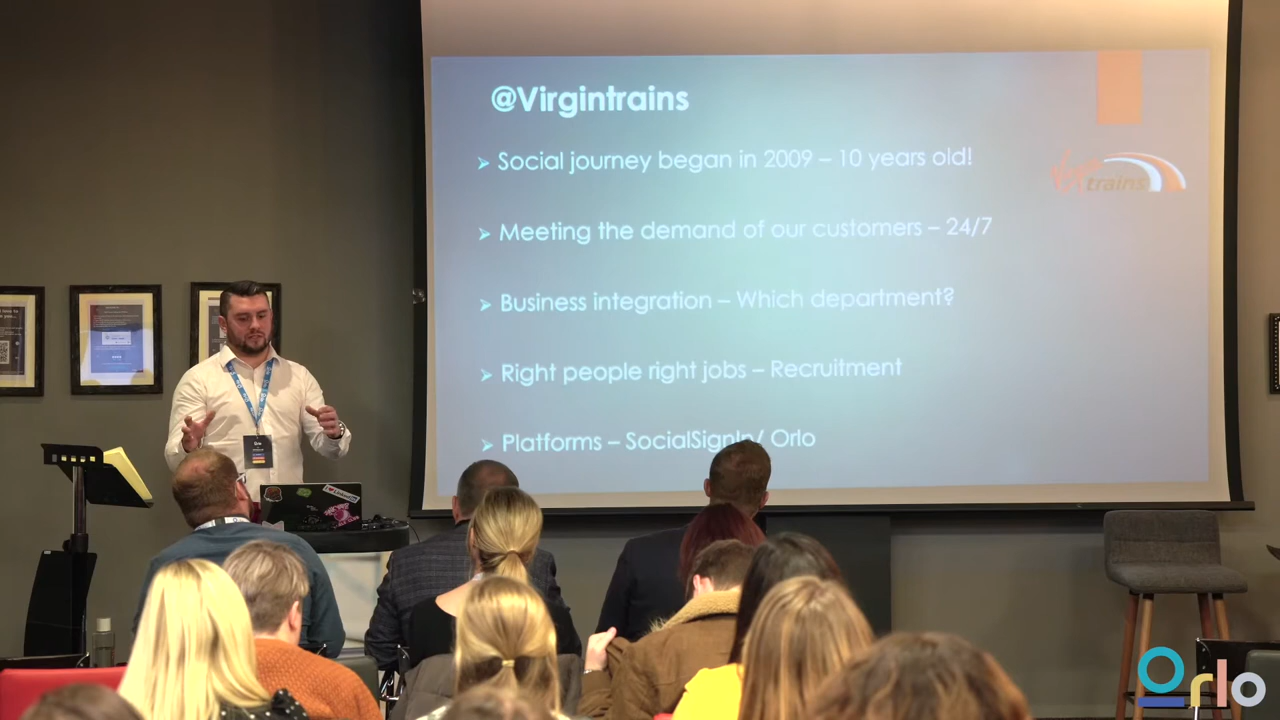 @Virgintrains
➢ Social journey began in 2009 – 10 years old!
trains
➢ Meeting the demand of our customers – 24/7
➢ Business integration – Which department?
➢ Right people right jobs – Recruitment
➢ Platforms – SocialSignIn/ Orlo
Orlo